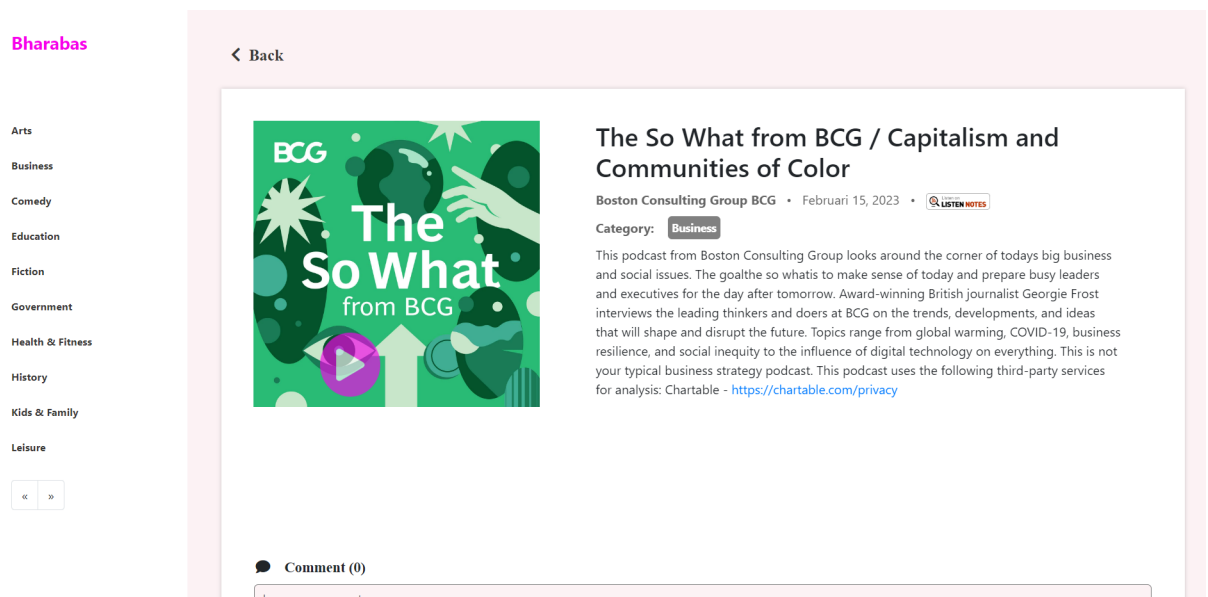 Bharabas
Arts
Business
Comedy
Education
Fiction
Government
Health & Fitness
History
Kids & Family
Leisure
« »
Back
BCG
The
So What
from BCG
The So What from BCG / Capitalism and
Communities of Color
Boston Consulting Group BCG • Februari 15, 2023 • LISTEN NOTES
Category: Business
This podcast from Boston Consulting Group looks around the corner of todays big business
and social issues. The goalthe so whatis to make sense of today and prepare busy leaders
and executives for the day after tomorrow. Award-winning British journalist Georgie Frost
interviews the leading thinkers and doers at BCG on the trends, developments, and ideas
that will shape and disrupt the future. Topics range from global warming, COVID-19, business
resilience, and social inequity to the influence of digital technology on everything. This is not
your typical business strategy podcast. This podcast uses the following third-party services
for analysis: Chartable - https://chartable.com/privacy
Comment (0)